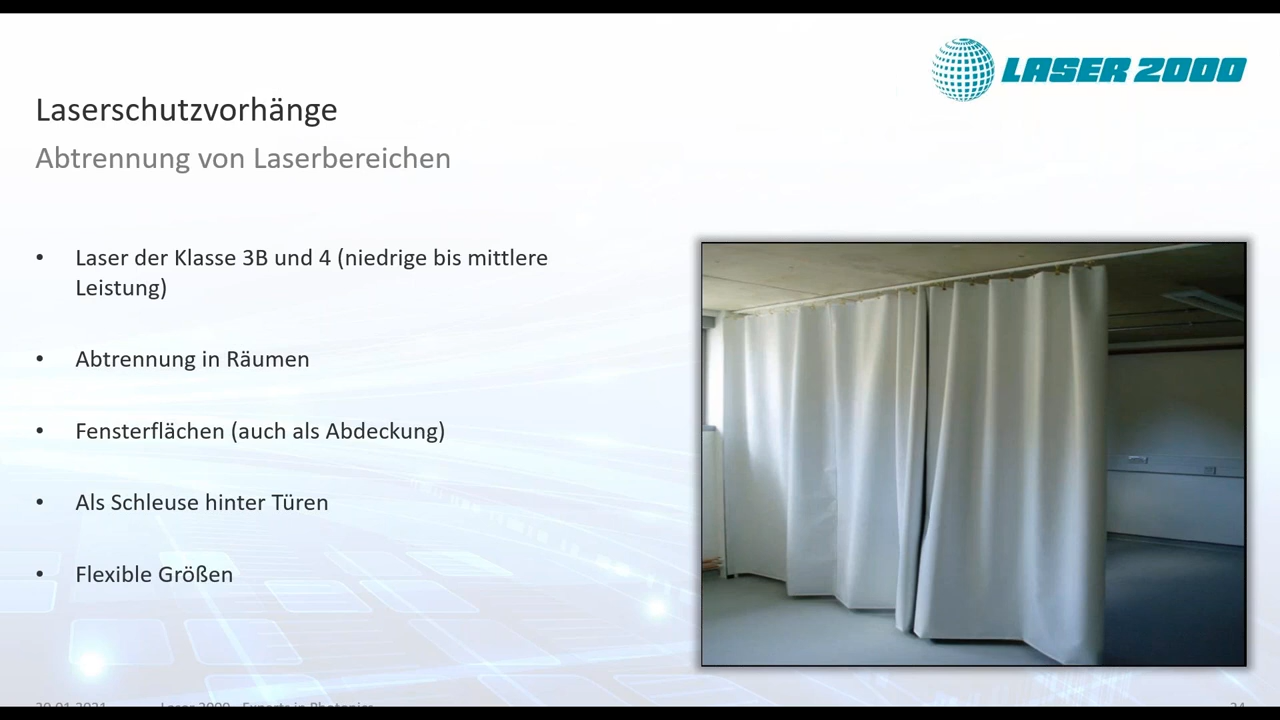 LASER 2000
Laserschutzvorhänge
Abtrennung von Laserbereichen
• Laser der Klasse 3B und 4 (niedrige bis mittlere
Leistung)
• Abtrennung in Räumen
• Fensterflächen (auch als Abdeckung)
• Als Schleuse hinter Türen
• Flexible Größen